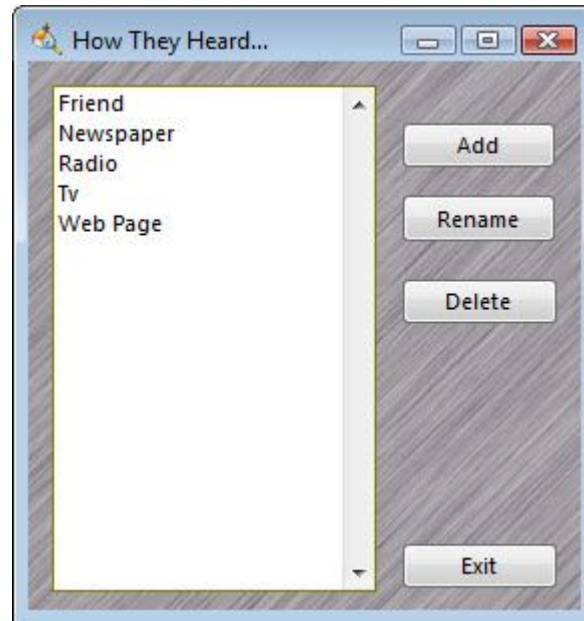 How They Heard...
Friend
Newspaper
Radio
Tv
Web Page
Add
Rename
Delete
Exit